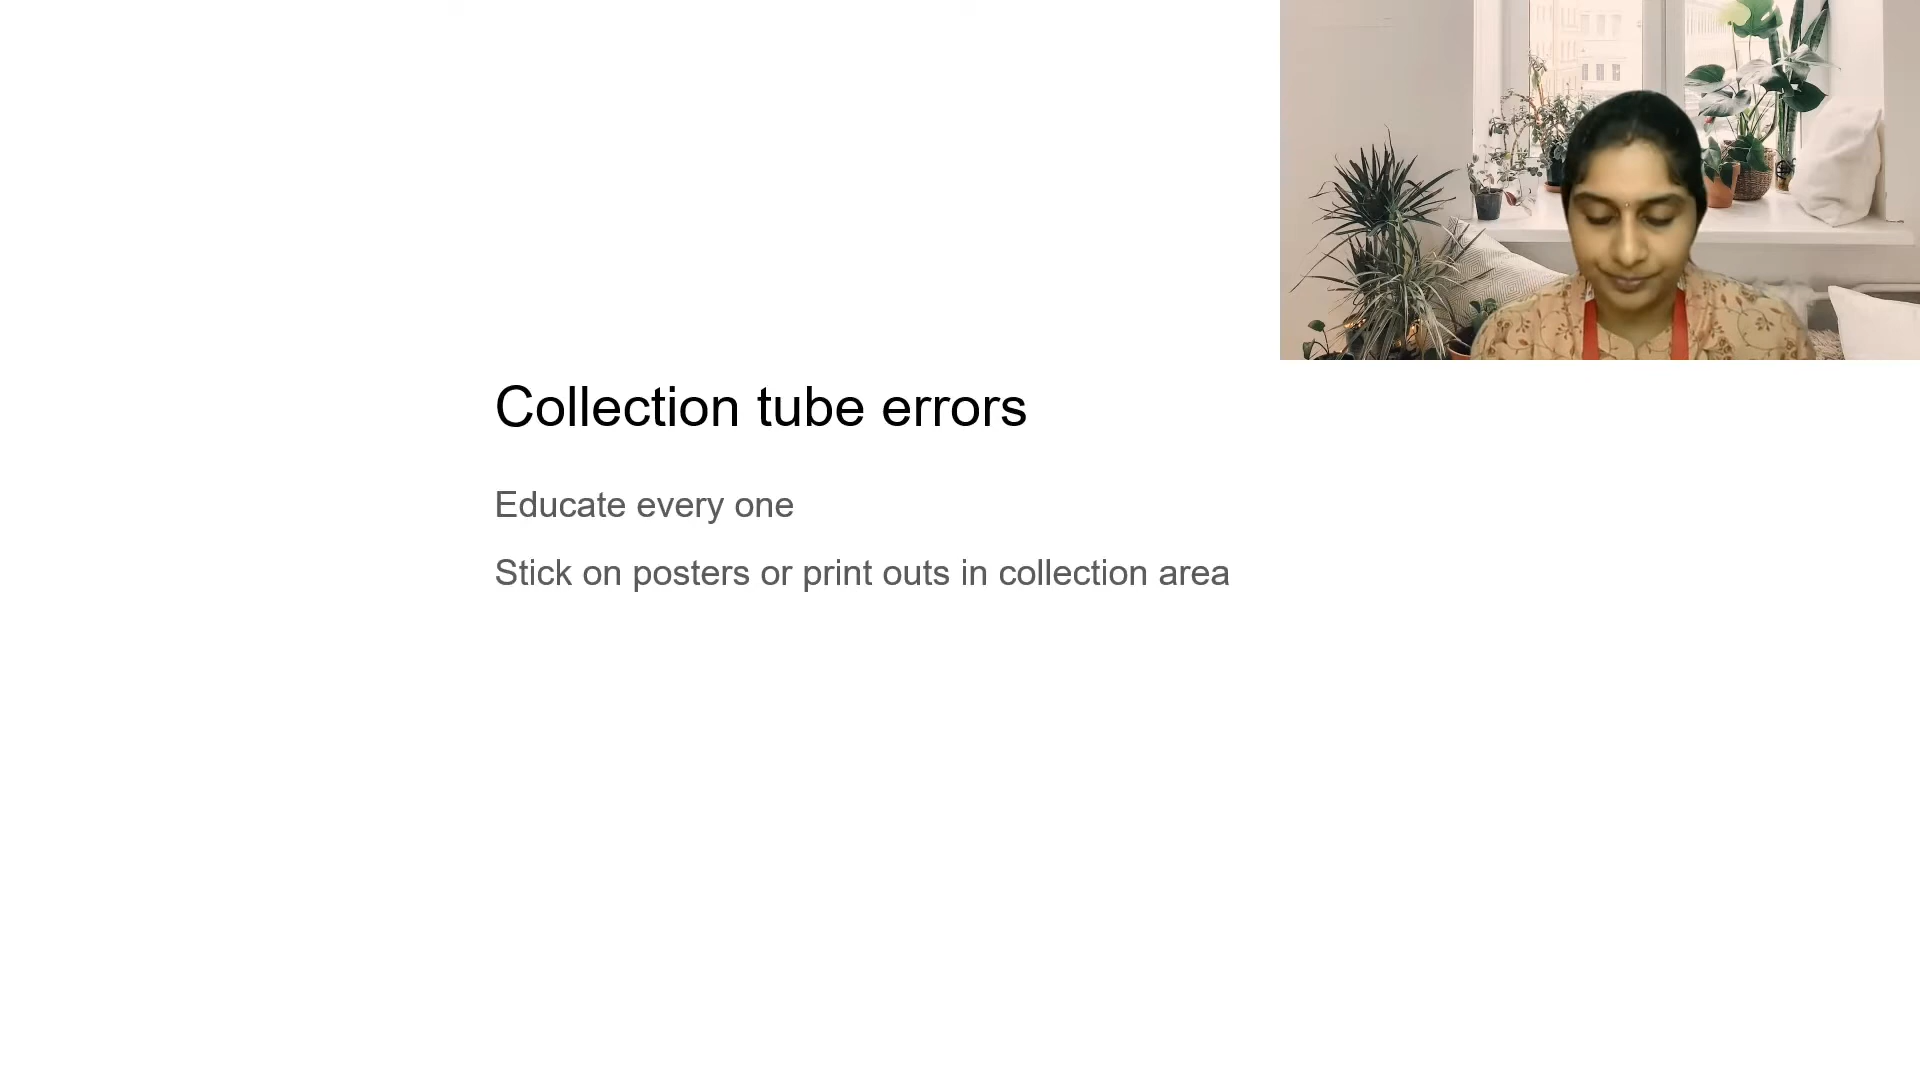 Collection tube errors
Educate every one
Stick on posters or print outs in collection area